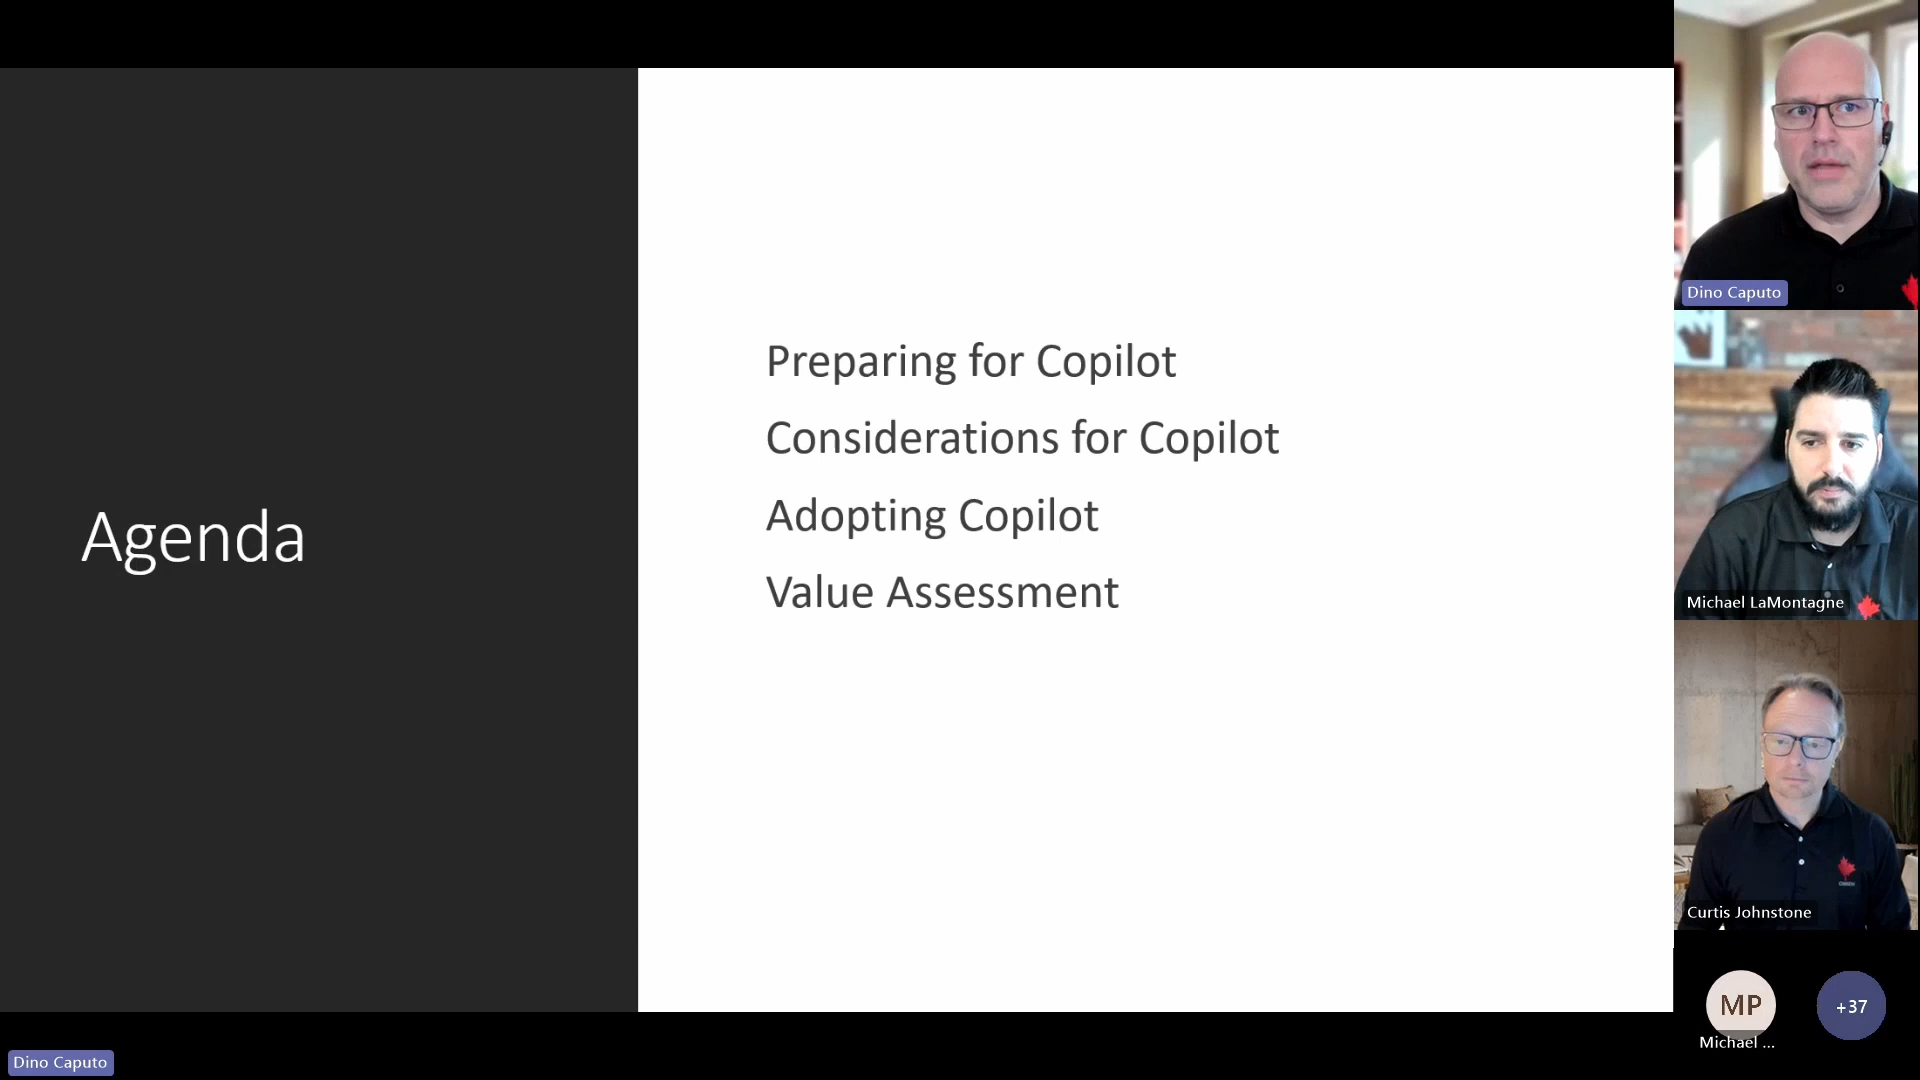 Agenda
Preparing for Copilot
Considerations for Copilot
Adopting Copilot
Value Assessment
Dino Caputo
Michael LaMontagne
Curtis Johnstone
MP
Michael ...
+37
Dino Caputo